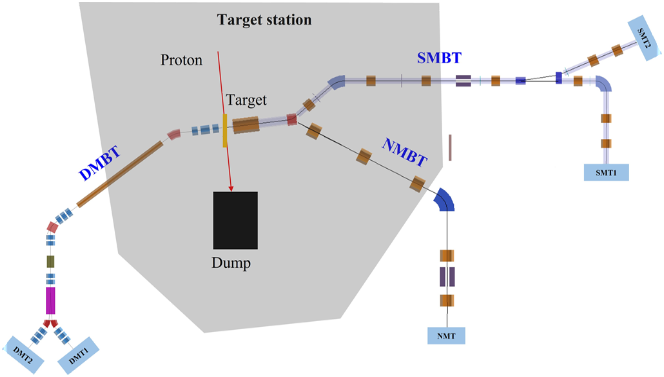 Target station
SMBT
SMT2
Proton
Target
NMBT
DMBT
SMT1
Dump
NMT
DMT2
DMT1